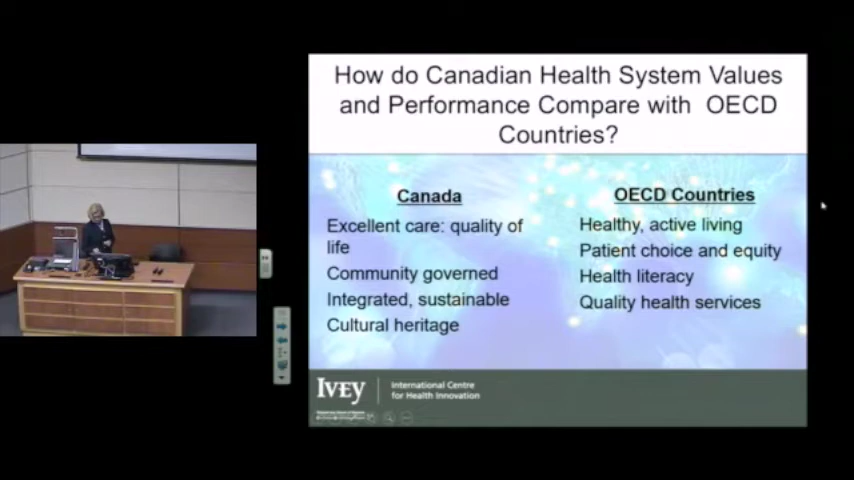 How do Canadian Health System Values
and Performance Compare with OECD
Countries?
Canada
Excellent care: quality of
life
Community governed
Integrated, sustainable
Cultural heritage
OECD Countries
Healthy, active living
Patient choice and equity
Health literacy
Quality health services
IVEY
International Centre
for Health Innovation